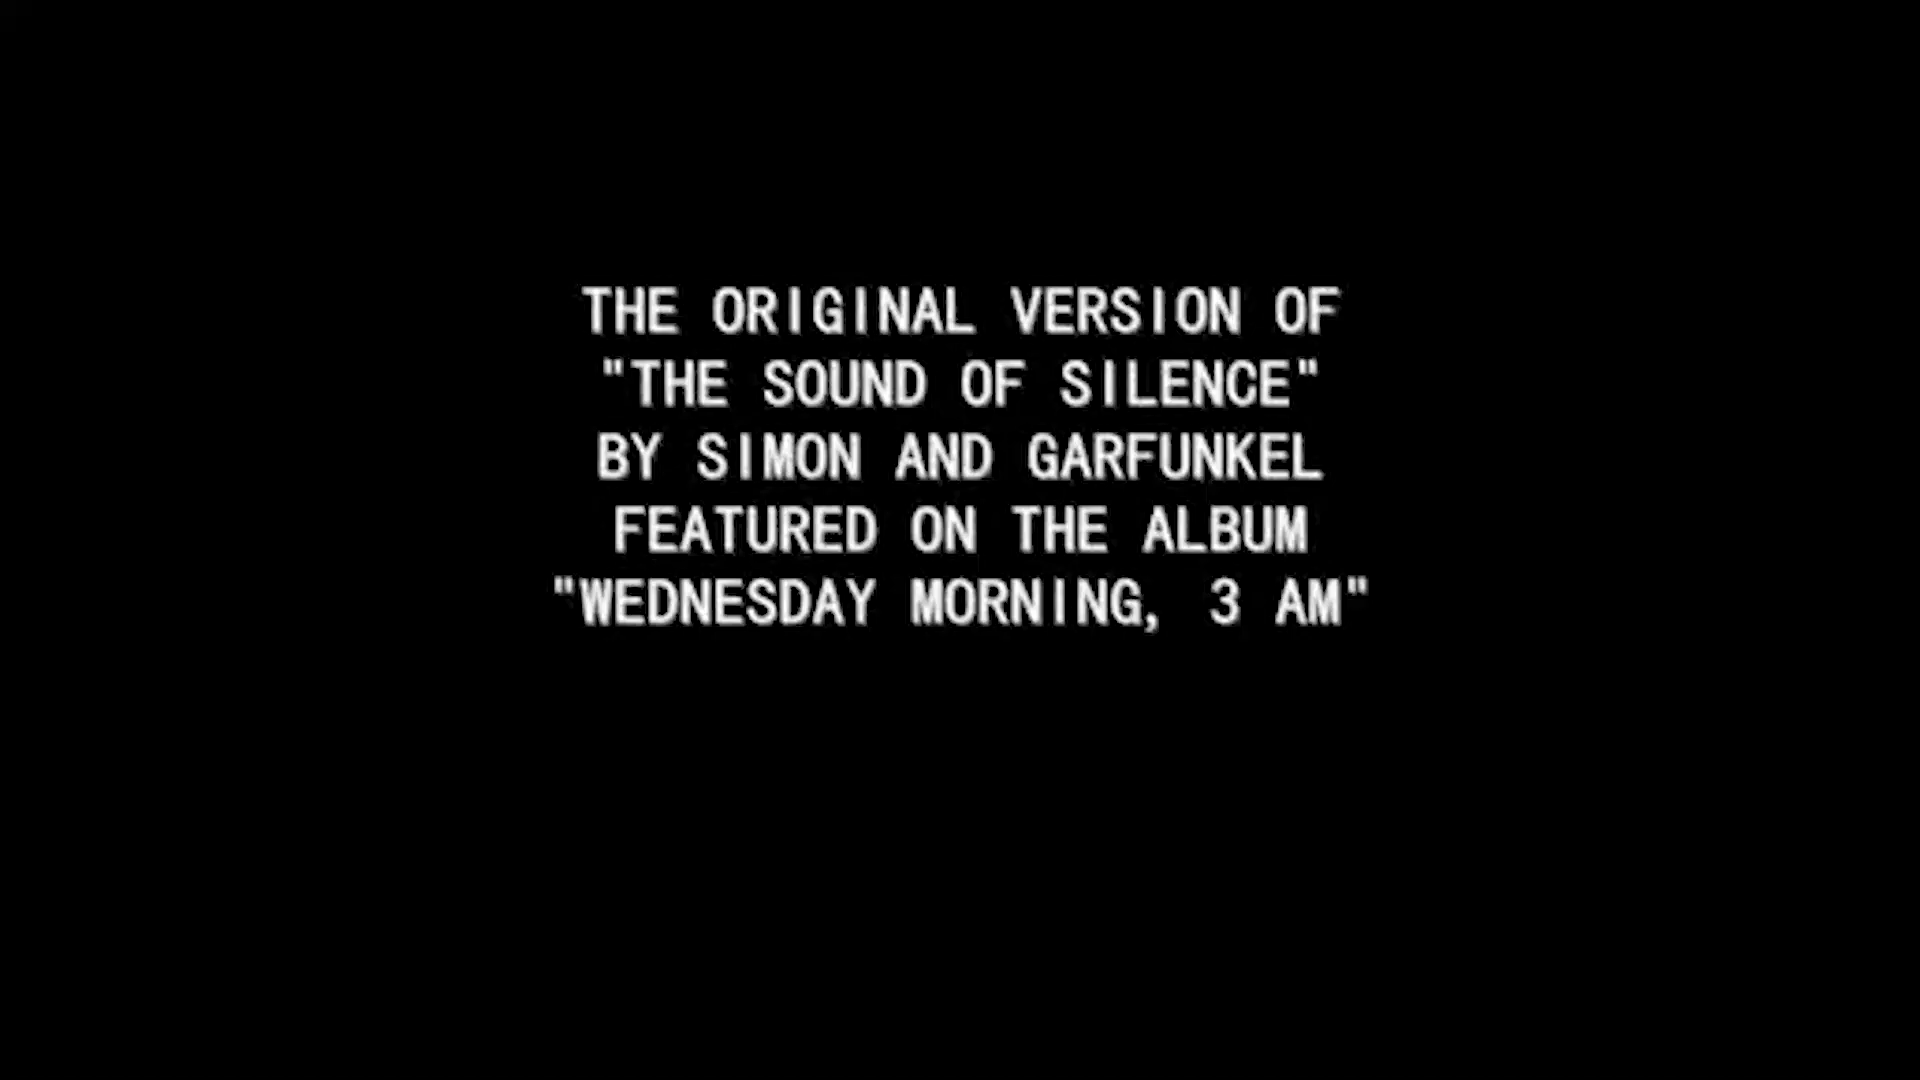 THE ORIGINAL VERSION OF
"THE SOUND OF SILENCE"
BY SIMON AND GARFUNKEL
FEATURED ON THE ALBUM
"WEDNESDAY MORNING, 3 AM"